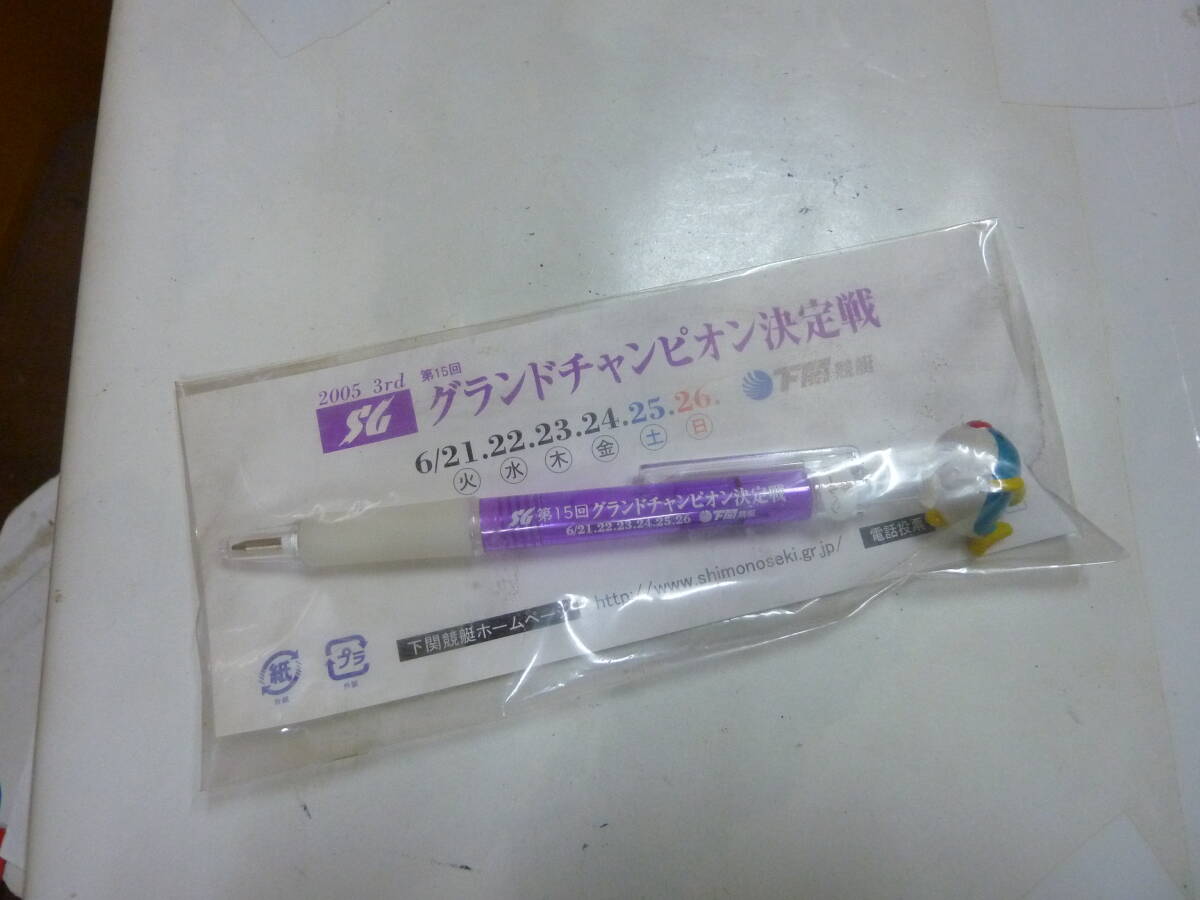 2005 3rd 第15回
SG グランドチャンピオン決定戦
6/21.22.23.24.25.26.
火 水 木 金 土 日
下関競艇
SG 第15回グランドチャンピオン決定戦
6/21.22.23.24.25.26 下関競艇
下関競艇ホームページ http://www.shimonoseki.gr.jp/
電話投票
紙
プラ